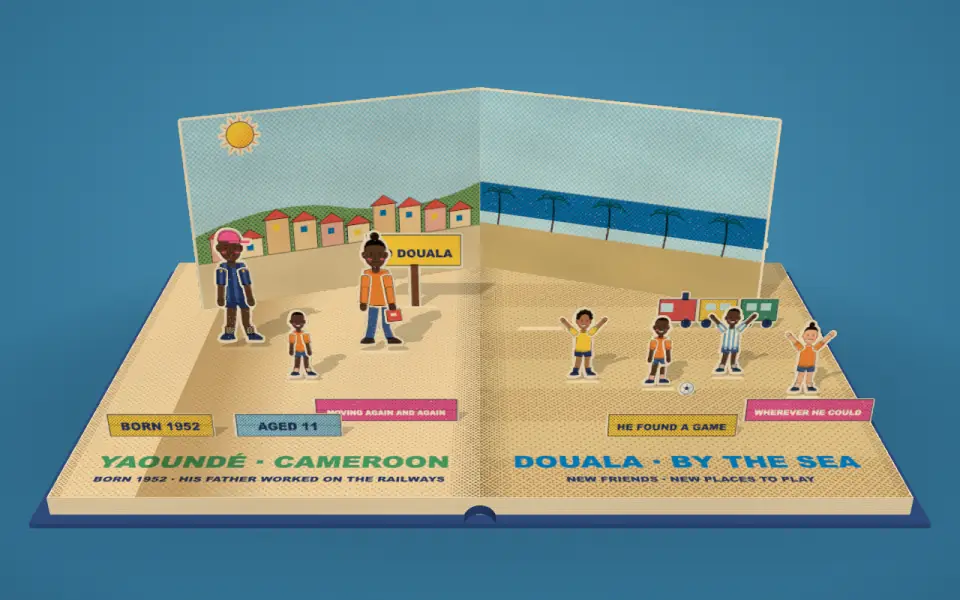 DOUALA
MOVING AGAIN AND AGAIN
BORN 1952
AGED 11
YAOUNDÉ · CAMEROON
BORN 1952 · HIS FATHER WORKED ON THE RAILWAYS
WHEREVER HE COULD
HE FOUND A GAME
DOUALA · BY THE SEA
NEW FRIENDS · NEW PLACES TO PLAY